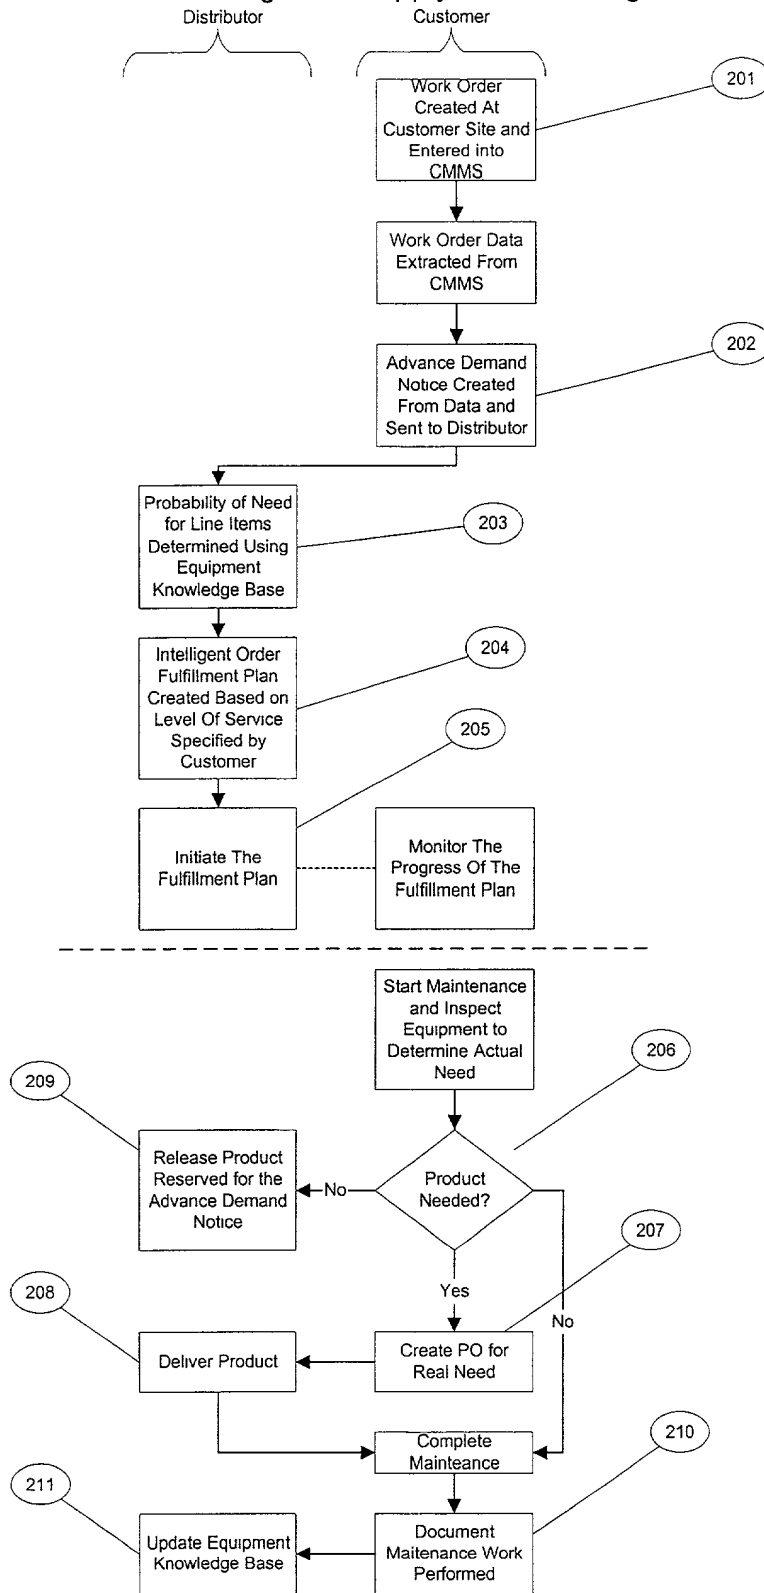 Distributor
Customer
Work Order
Created At
Customer Site and
Entered into
CMMS
201
Work Order Data
Extracted From
CMMS
202
Advance Demand
Notice Created
From Data and
Sent to Distributor
Probability of Need
for Line Items
Determined Using
Equipment
Knowledge Base
203
Intelligent Order
Fulfillment Plan
Created Based on
Level Of Service
Specified by
Customer
204
205
Initiate The
Fulfillment Plan
Monitor The
Progress Of The
Fulfillment Plan
Start Maintenance
and Inspect
Equipment to
Determine Actual
Need
206
209
Release Product
Reserved for the
Advance Demand
Notice
No
Product
Needed?
207
Yes
No
208
Deliver Product
Create PO for
Real Need
Complete
Mainteance
210
211
Update Equipment
Knowledge Base
Document
Maitenance Work
Performed